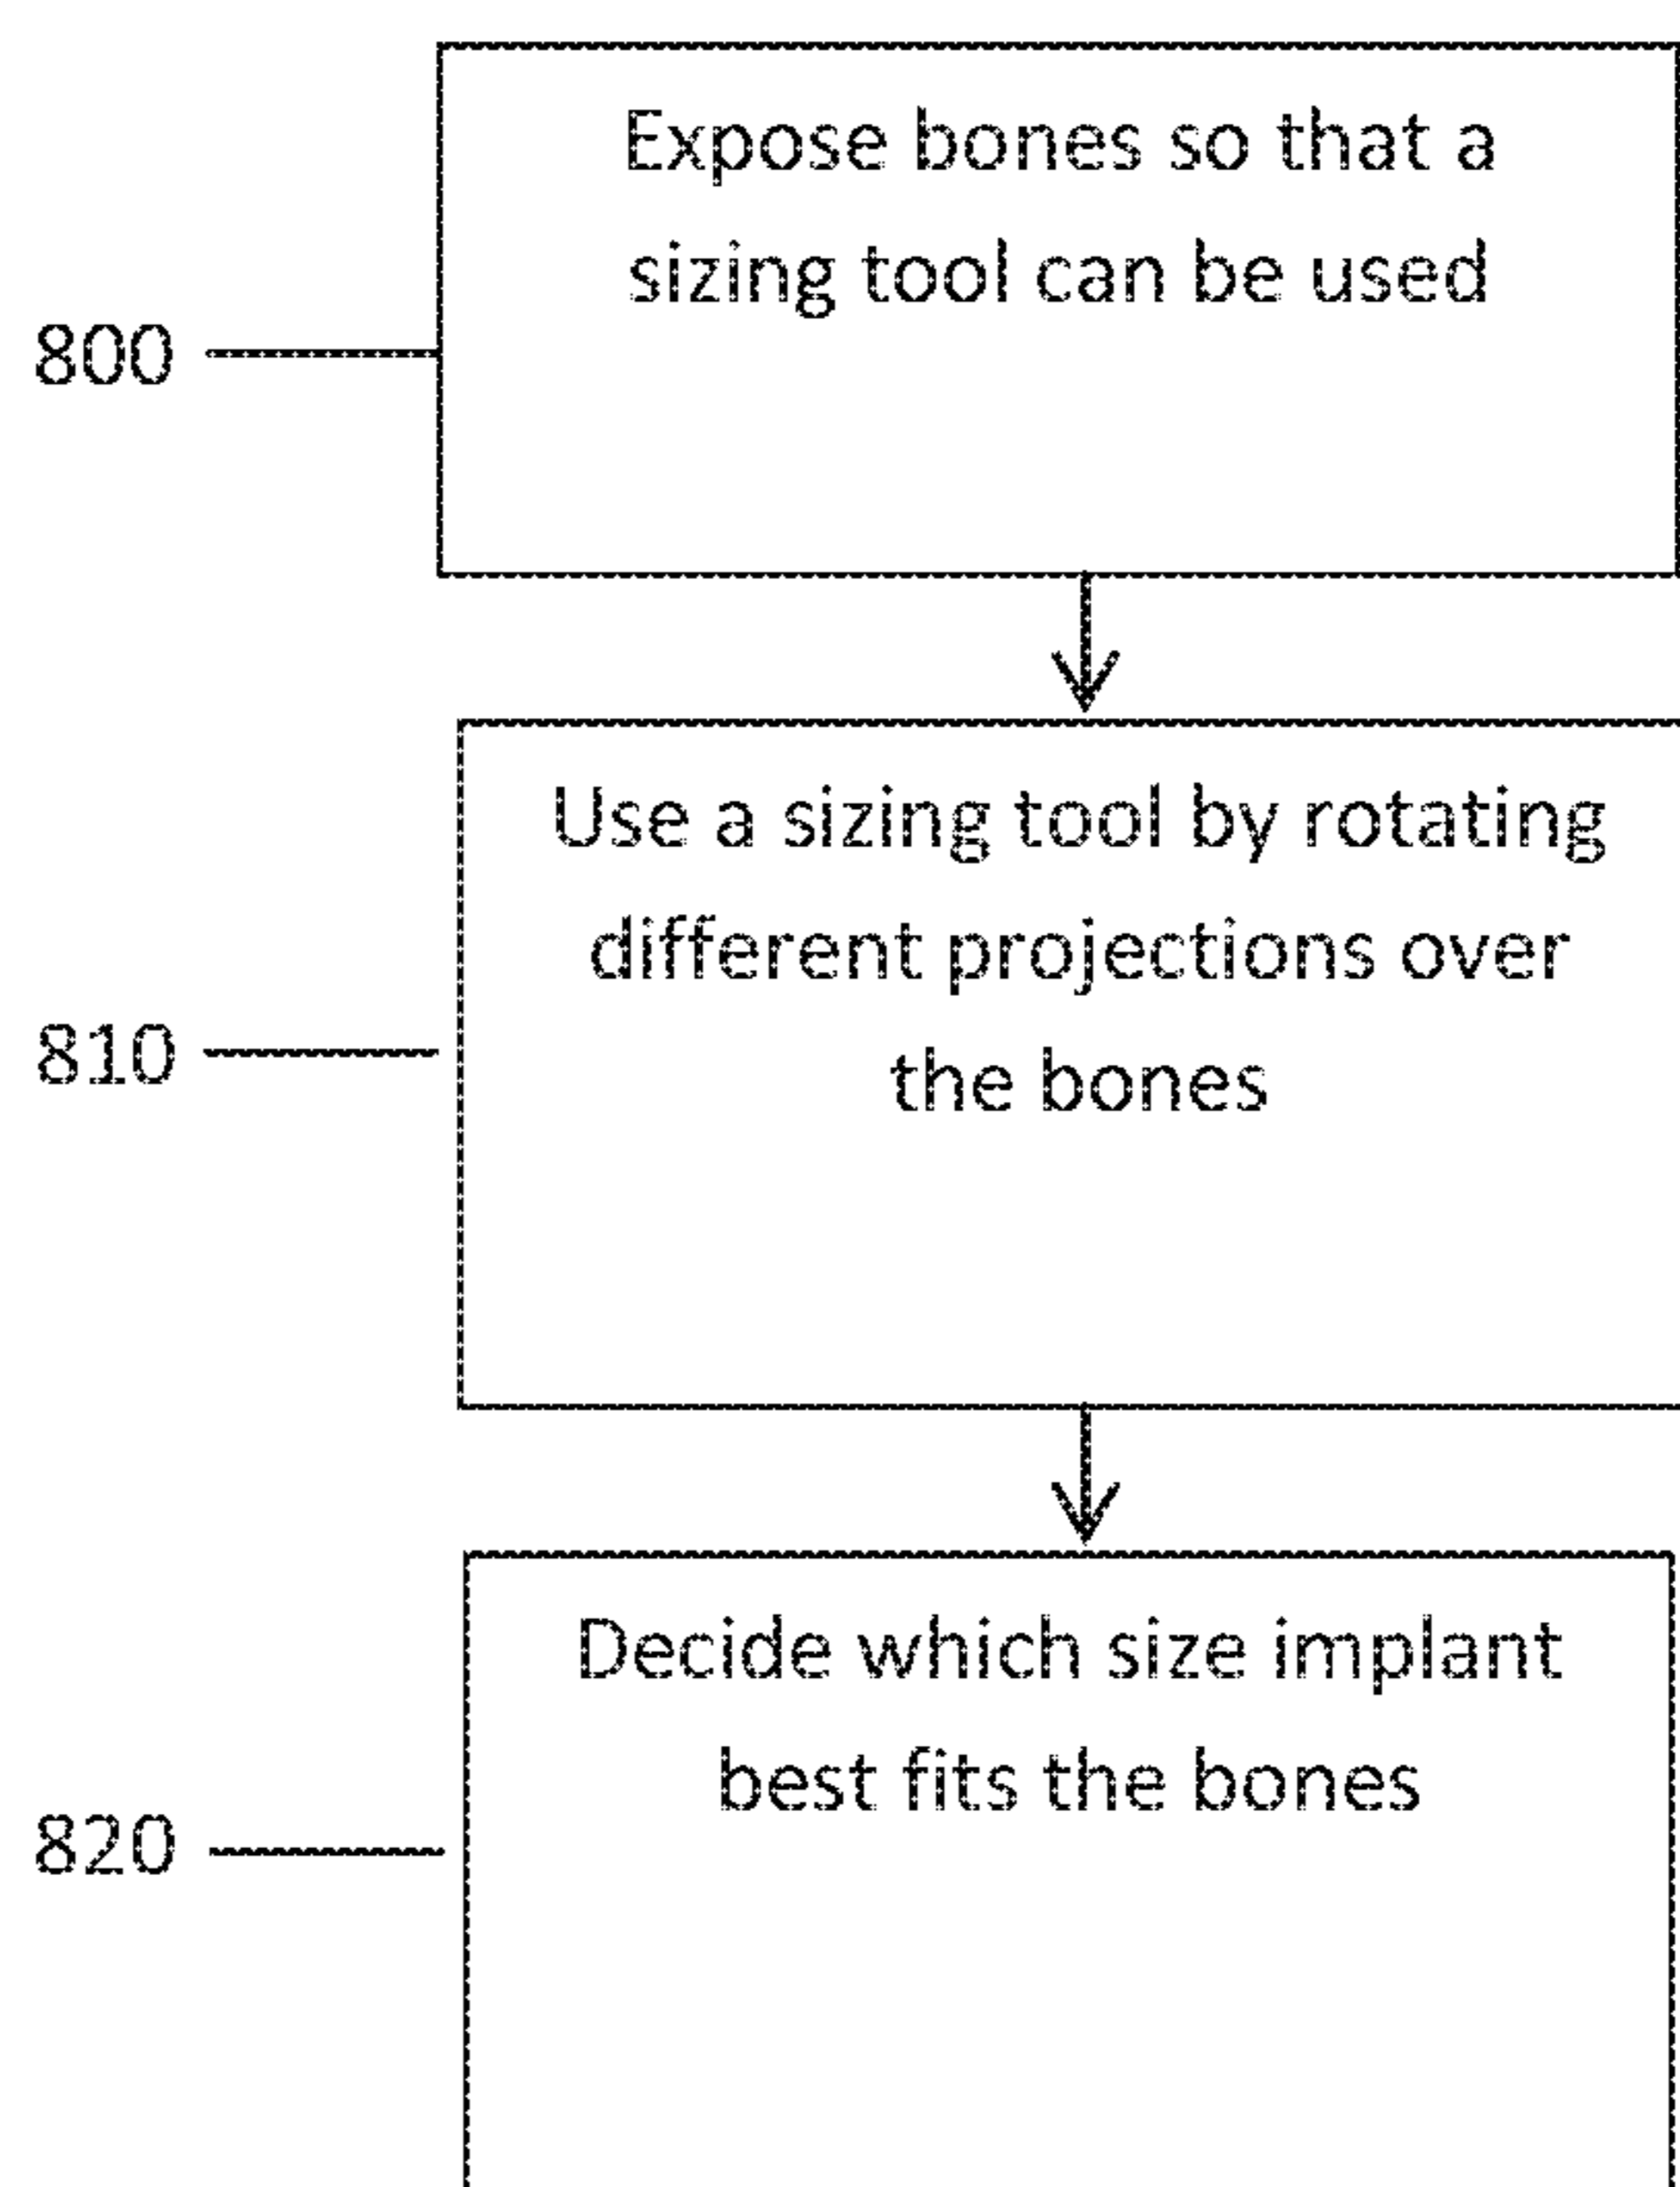 Expose bones so that a
sizing tool can be used
800
Use a sizing tool by rotating
different projections over
the bones
810
Decide which size implant
best fits the bones
820